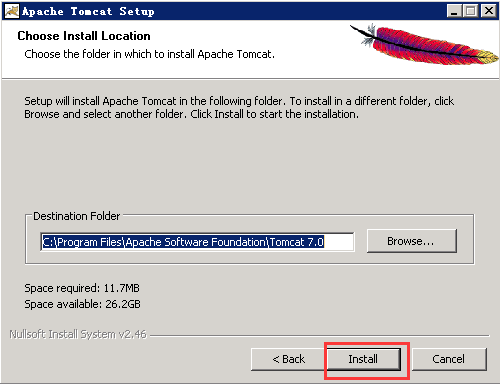 Apache Tomcat Setup
Choose Install Location
Choose the folder in which to install Apache Tomcat.
Setup will install Apache Tomcat in the following folder. To install in a different folder, click
Browse and select another folder. Click Install to start the installation.
Destination Folder
C:\Program Files\Apache Software Foundation\Tomcat 7.0
Browse...
Space required: 11.7MB
Space available: 26.2GB
Nullsoft Install System v2.46
< Back
Install
Cancel